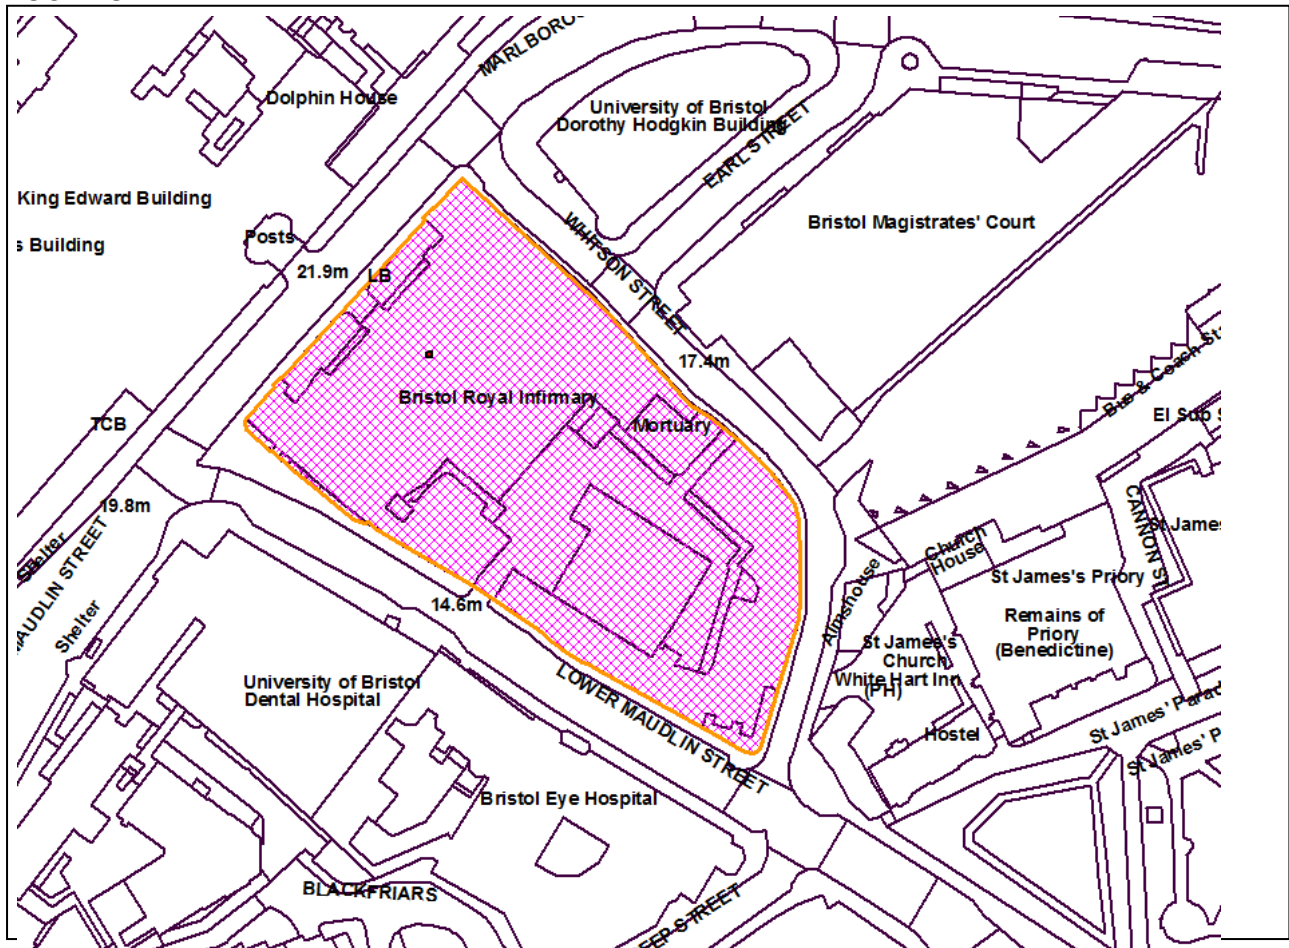 MARLBORO
Dolphin House
University of Bristol
Dorothy Hodgkin Building
EARL STREET
King Edward Building
s Building
Posts
21.9m
LB
WHITSON STREET
Bristol Magistrates' Court
17.4m
Bus & Coach St
El Sub S
Bristol Royal Infirmary
Mortuary
TCB
19.8m
Shelter
MAUDLIN STREET
Shelter
14.6m
CANNON ST
St James
Church
House
St James's Priory
Remains of
Priory
(Benedictine)
Almshouse
St James's
Church
White Hart Inn
(PH)
Hostel
St James' Parad
St James' P
University of Bristol
Dental Hospital
LOWER MAUDLIN STREET
Bristol Eye Hospital
BLACKFRIARS
EEP STREET